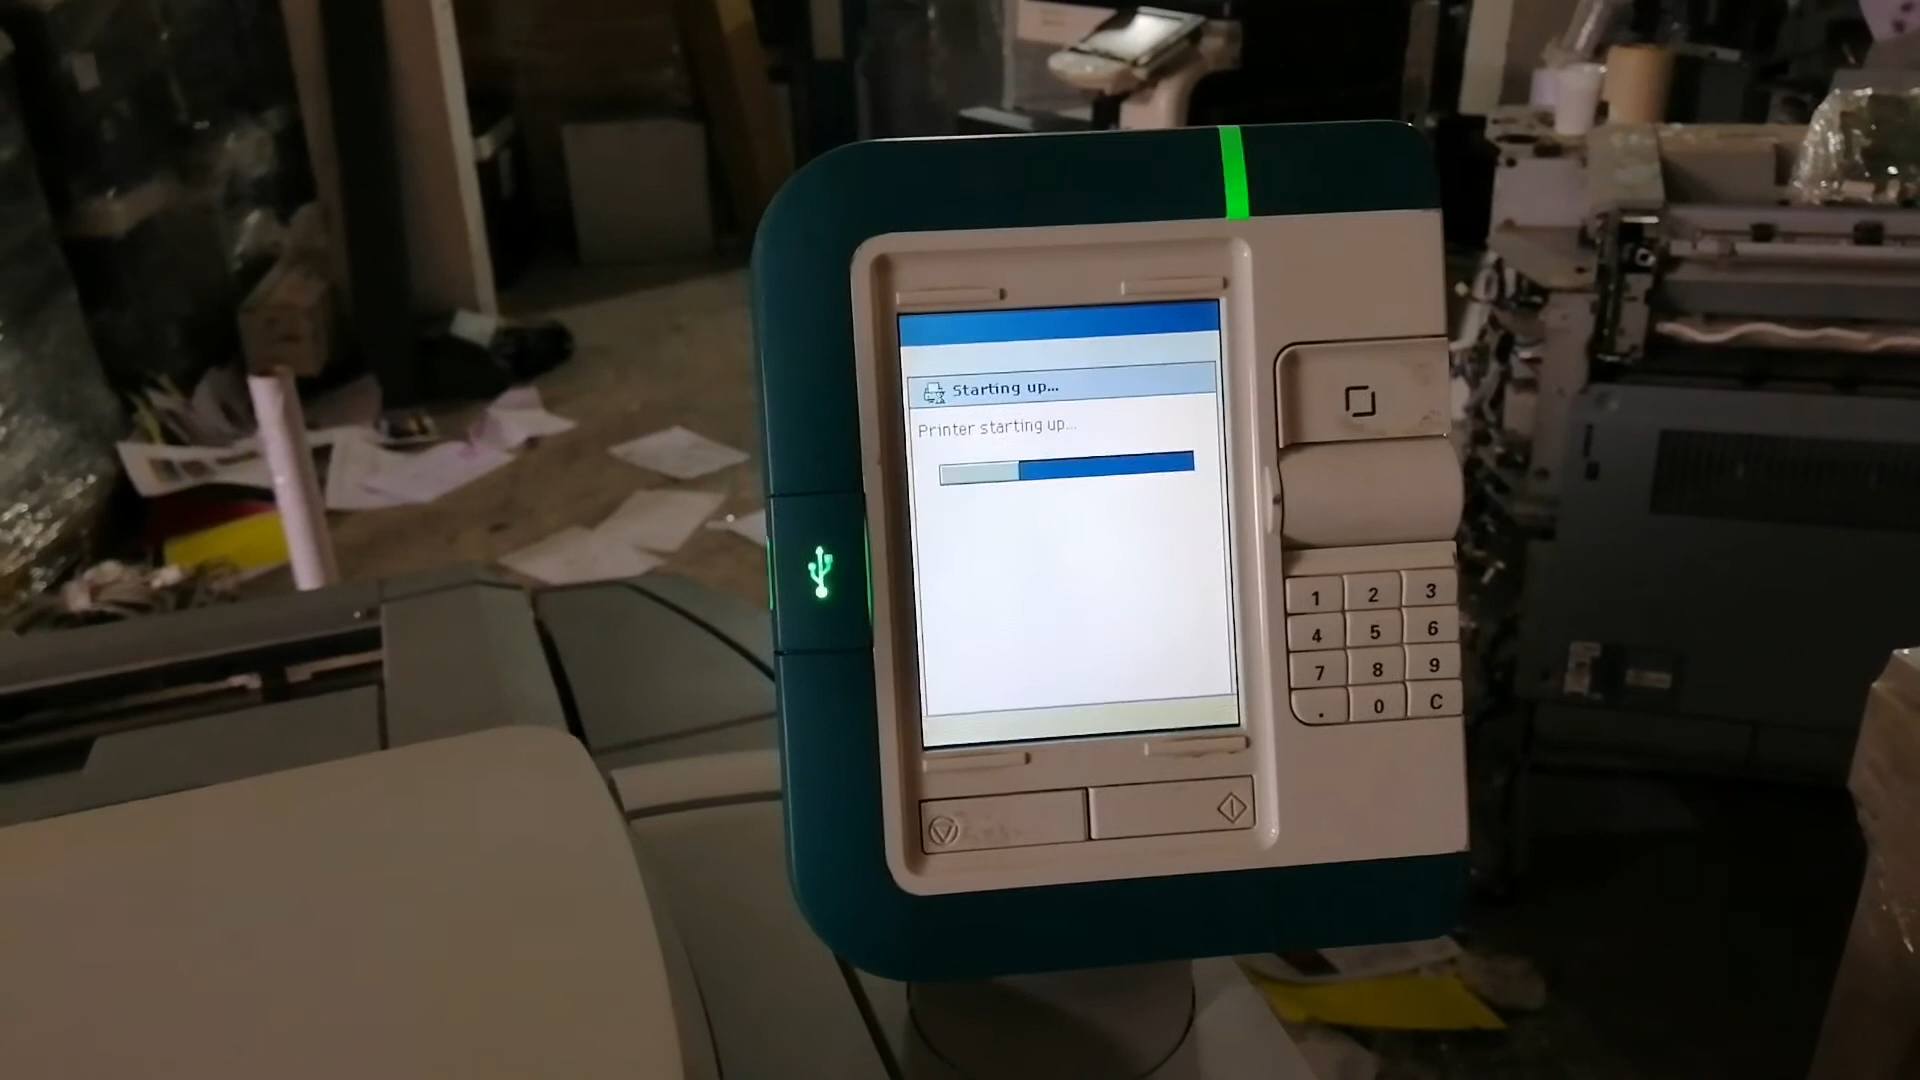 Starting up...
Printer starting up...
1 2 3
4 5 6
7 8 9
. 0 C